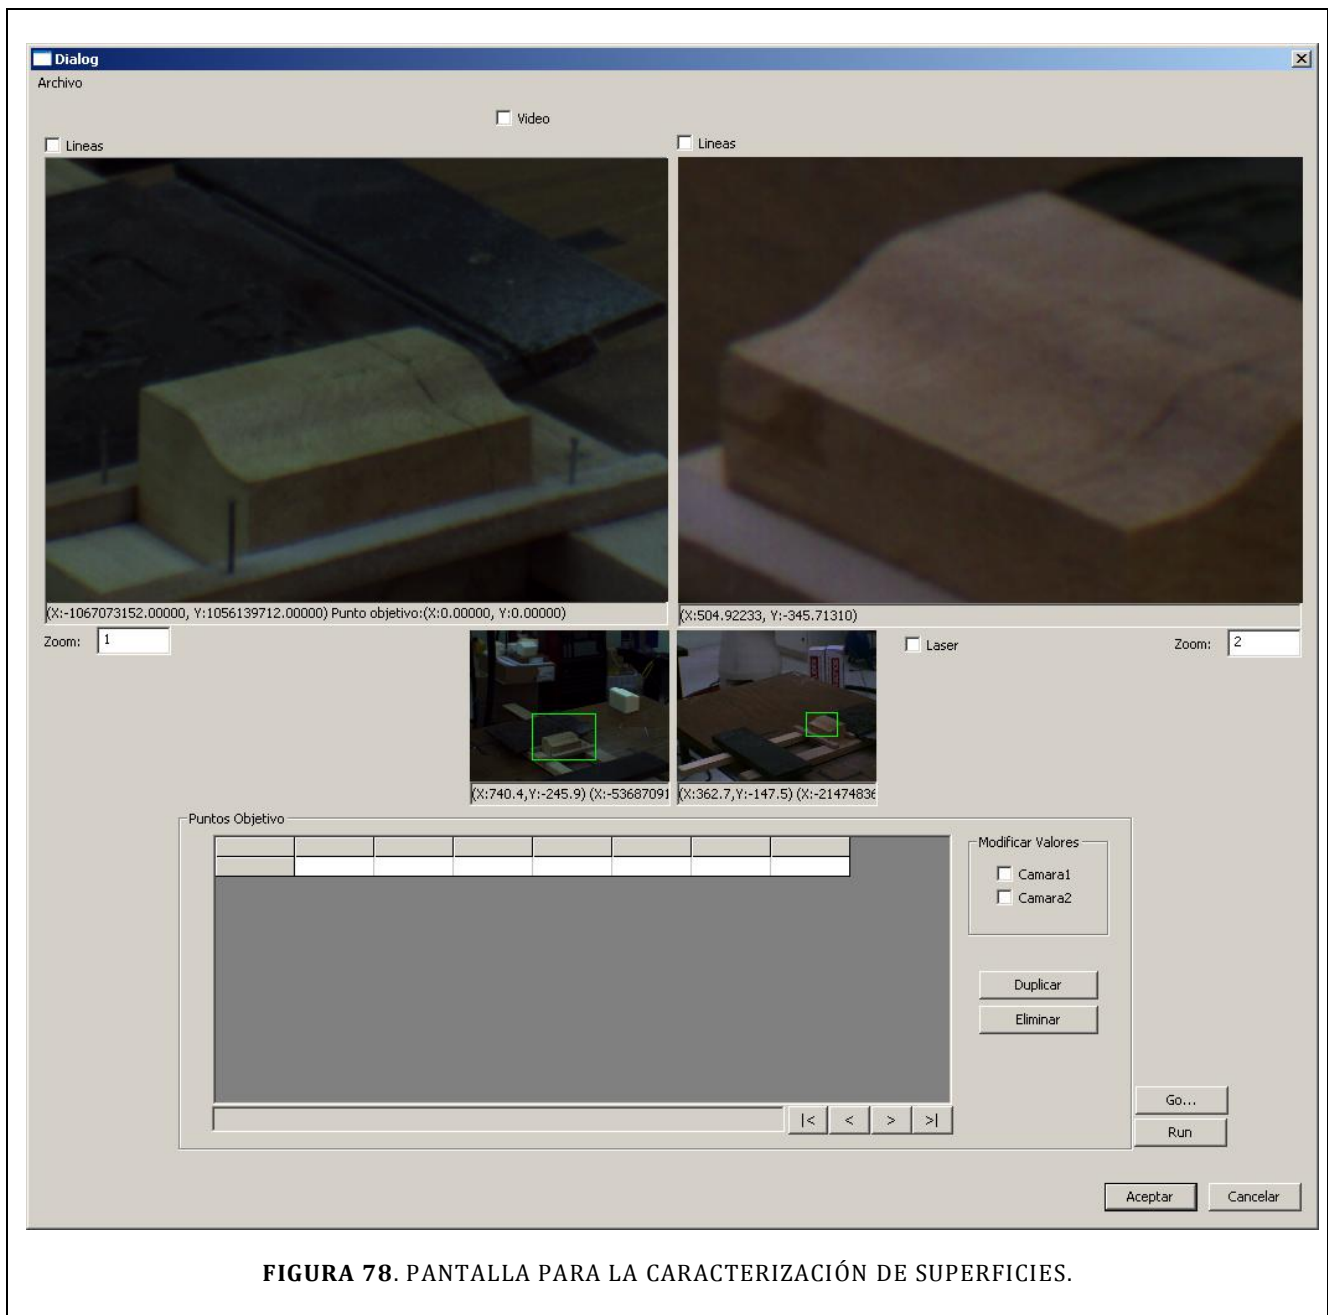 Dialog
Archivo
Video
Lineas
Lineas
(X:-1067073152.00000, Y:1056139712.00000) Punto objetivo:(X:0.00000, Y:0.00000)
(X:504.92233, Y:-345.71310)
Zoom: 1
Laser
Zoom: 2
(X:740.4,Y:-245.9) (X:-53687091
(X:362.7,Y:-147.5) (X:-21474836
Puntos Objetivo
Modificar Valores
Camara1
Camara2
Duplicar
Eliminar
|< < > >|
Go...
Run
Aceptar Cancelar
FIGURA 78. PANTALLA PARA LA CARACTERIZACIÓN DE SUPERFICIES.